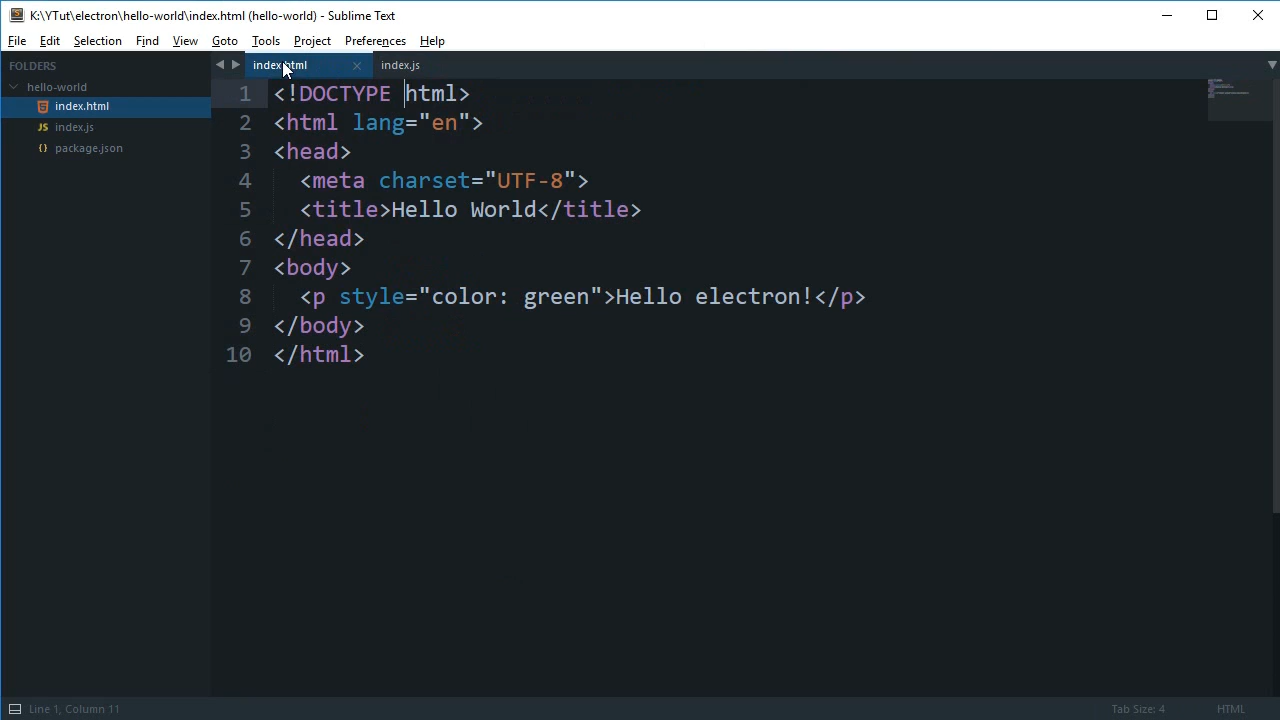 K:\YTut\electron\hello-world\index.html (hello-world) - Sublime Text
File Edit Selection Find View Goto Tools Project Preferences Help
FOLDERS
hello-world
index.html
JS index.js
package.json
index.html
index.js
1 <!DOCTYPE html>
2 <html lang="en">
3 <head>
4 <meta charset="UTF-8">
5 <title>Hello World</title>
6 </head>
7 <body>
8 <p style="color: green">Hello electron!</p>
9 </body>
10 </html>
Line 1, Column 11
Tab Size: 4
HTML